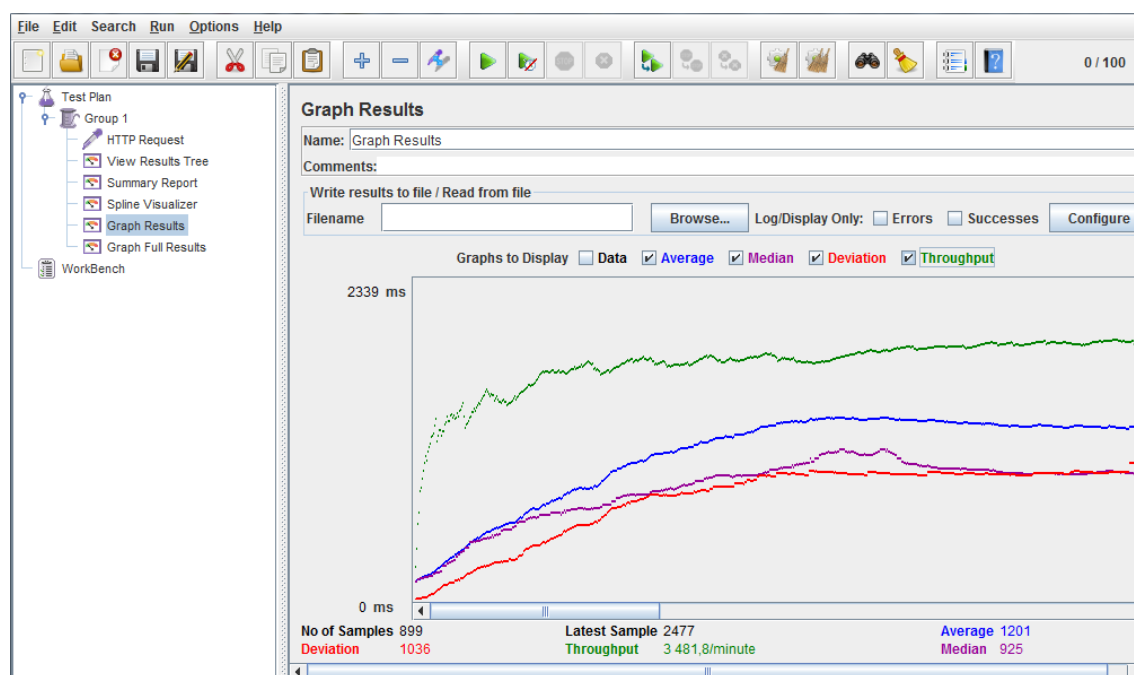 File Edit Search Run Options Help
0 / 100
Test Plan
Group 1
HTTP Request
View Results Tree
Summary Report
Spline Visualizer
Graph Results
Graph Full Results
WorkBench
Graph Results
Name: Graph Results
Comments:
Write results to file / Read from file
Filename Browse... Log/Display Only: Errors Successes Configure
Graphs to Display Data Average Median Deviation Throughput
2339 ms
0 ms
No of Samples 899 Latest Sample 2477 Average 1201
Deviation 1036 Throughput 3 481,8/minute Median 925